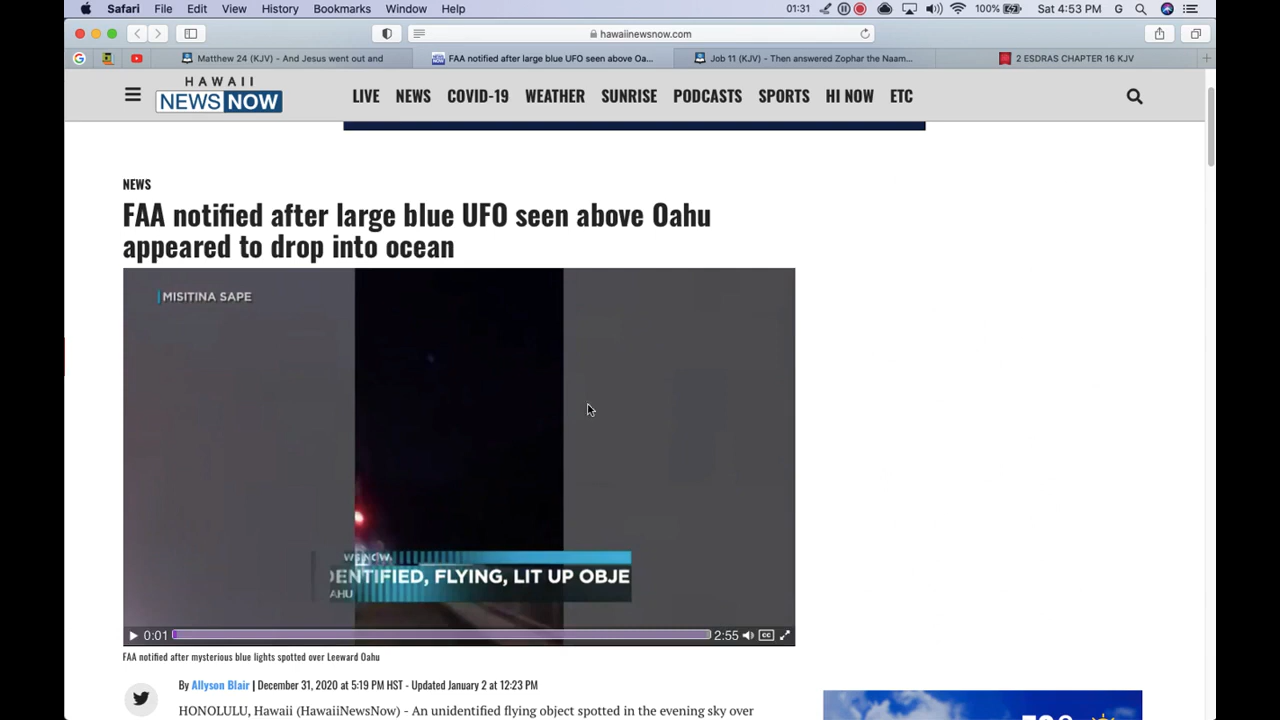 Safari File Edit View History Bookmarks Window Help 01:31 100% Sat 4:53 PM G
hawaiinewsnow.com
Matthew 24 (KJV) - And Jesus went out and
FAA notified after large blue UFO seen above Oa...
Job 11 (KJV) - Then answered Zophar the Naam...
2 ESDRAS CHAPTER 16 KJV
HAWAII
NEWS NOW
LIVE NEWS COVID-19 WEATHER SUNRISE PODCASTS SPORTS HI NOW ETC
NEWS
FAA notified after large blue UFO seen above Oahu
appeared to drop into ocean
MISITINA SAPE
WS NOW
DENTIFIED, FLYING, LIT UP OBJE
AHU
0:01 2:55 CC
FAA notified after mysterious blue lights spotted over Leeward Oahu
By Allyson Blair | December 31, 2020 at 5:19 PM HST - Updated January 2 at 12:23 PM
HONOLULU, Hawaii (HawaiiNewsNow) - An unidentified flying object spotted in the evening sky over